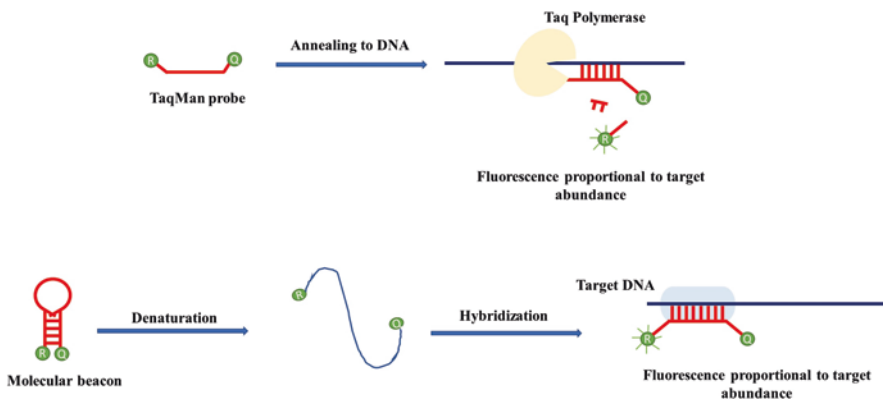 Taq Polymerase
R
Q
Annealing to DNA
TaqMan probe
Q
R
Fluorescence proportional to target
abundance
R
Q
Target DNA
Denaturation
Hybridization
R
Q
R
Q
Molecular beacon
Fluorescence proportional to target
abundance